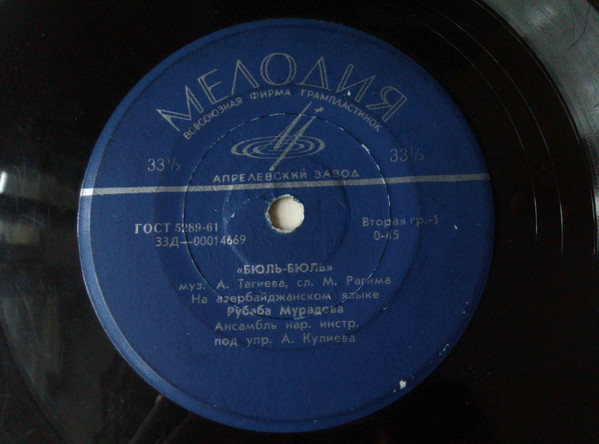 МЕЛОДИЯ
ВСЕСОЮЗНАЯ ФИРМА ГРАМПЛАСТИНОК
33⅓ 33⅓
АПРЕЛЕВСКИЙ ЗАВОД
ГОСТ 5289-61 Вторая гр.-1
33Д—00014669 0-45
«БЮЛЬ-БЮЛЬ»
муз. А. Тагиева, сл. М. Рагима
На азербайджанском языке
Рубаба Мурадова
Ансамбль нар. инстр.
под упр. А. Кулиева